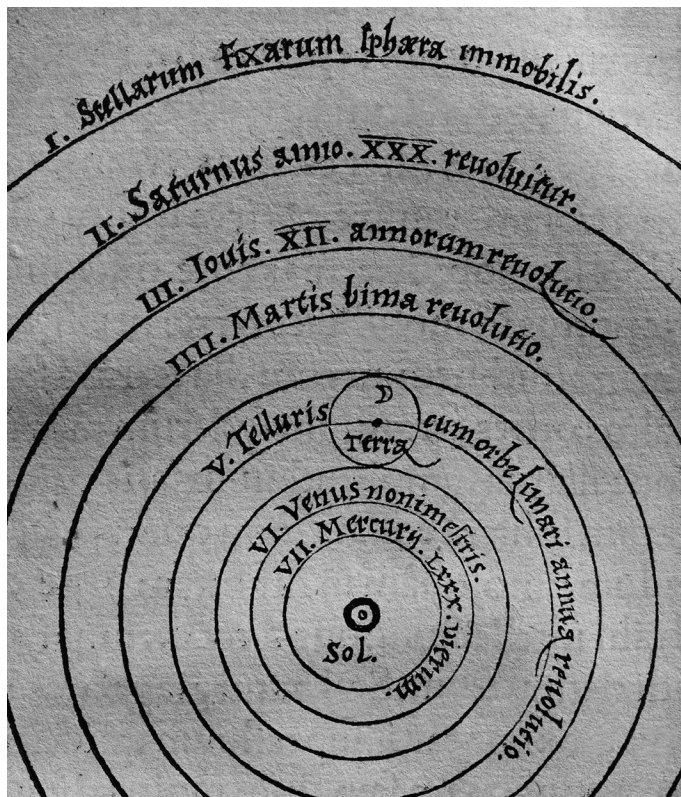 I. Stellarum Fixarum sphæra immobilis.
II. Saturnus anno. XXX. reuoluitur.
III. Iouis. XII. annorum reuolutio.
IIII. Martis bima reuolutio.
V. Telluris cum orbe lunari annua reuolutio.
Terra
VI. Venus nonimestris.
VII. Mercurij. LXXX. dierum.
Sol.